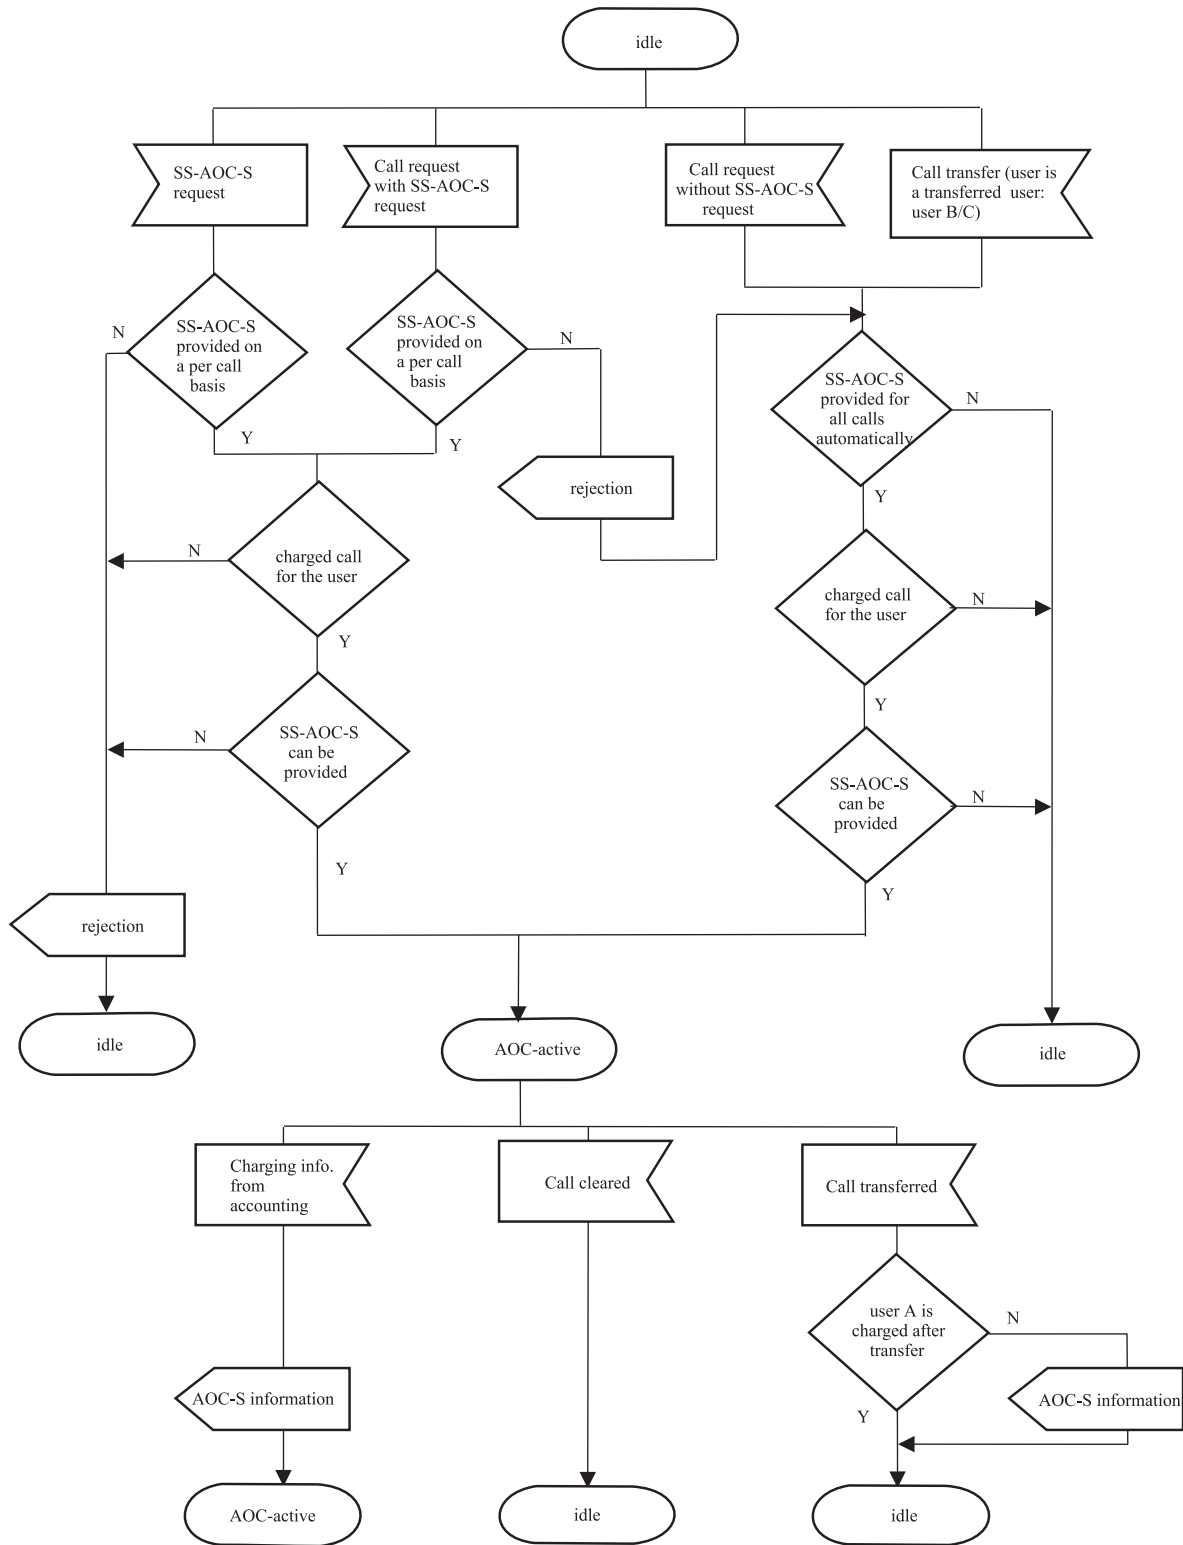 idle
SS-AOC-S
request
Call request
with SS-AOC-S
request
Call request
without SS-AOC-S
request
Call transfer (user is
a transferred user:
user B/C)
N
SS-AOC-S
provided on
a per call
basis
Y
SS-AOC-S
provided on
a per call
basis
N
Y
SS-AOC-S
provided for
all calls
automatically
N
Y
rejection
N
charged call
for the user
Y
charged call
for the user
N
Y
N
SS-AOC-S
can be
provided
Y
SS-AOC-S
can be
provided
N
Y
rejection
idle
AOC-active
idle
Charging info.
from
accounting
Call cleared
Call transferred
user A is
charged after
transfer
N
Y
AOC-S information
AOC-S information
AOC-active
idle
idle